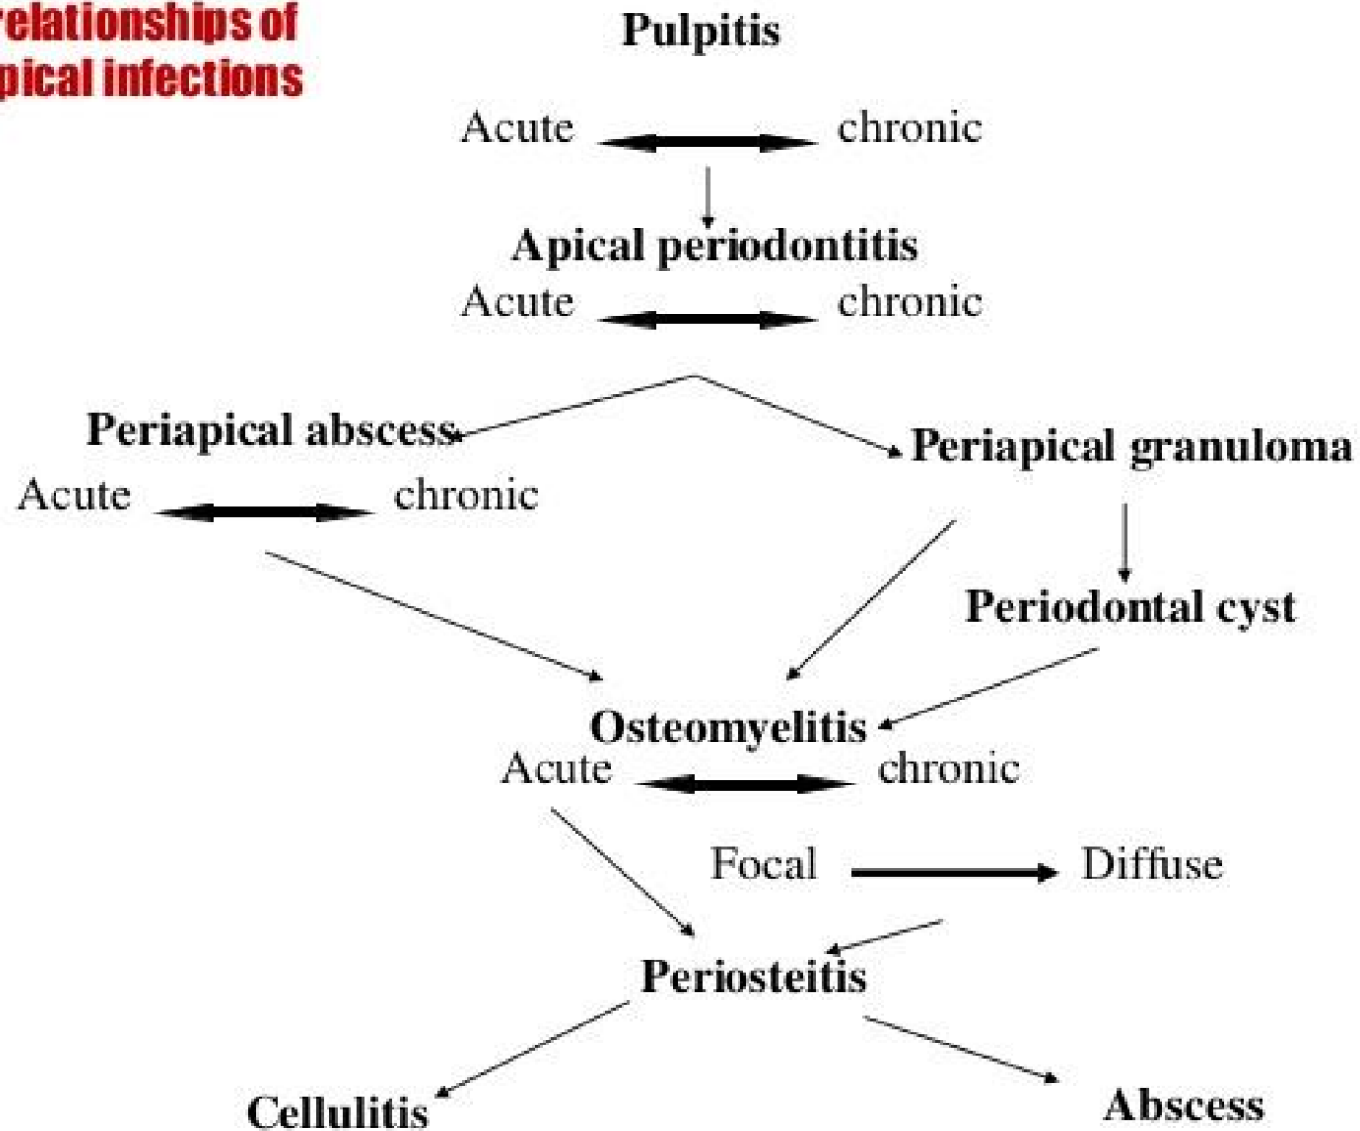 relationships of
pical infections
Pulpitis
Acute chronic
Apical periodontitis
Acute chronic
Periapical abscess
Periapical granuloma
Acute chronic
Periodontal cyst
Osteomyelitis
Acute chronic
Focal Diffuse
Periosteitis
Cellulitis
Abscess